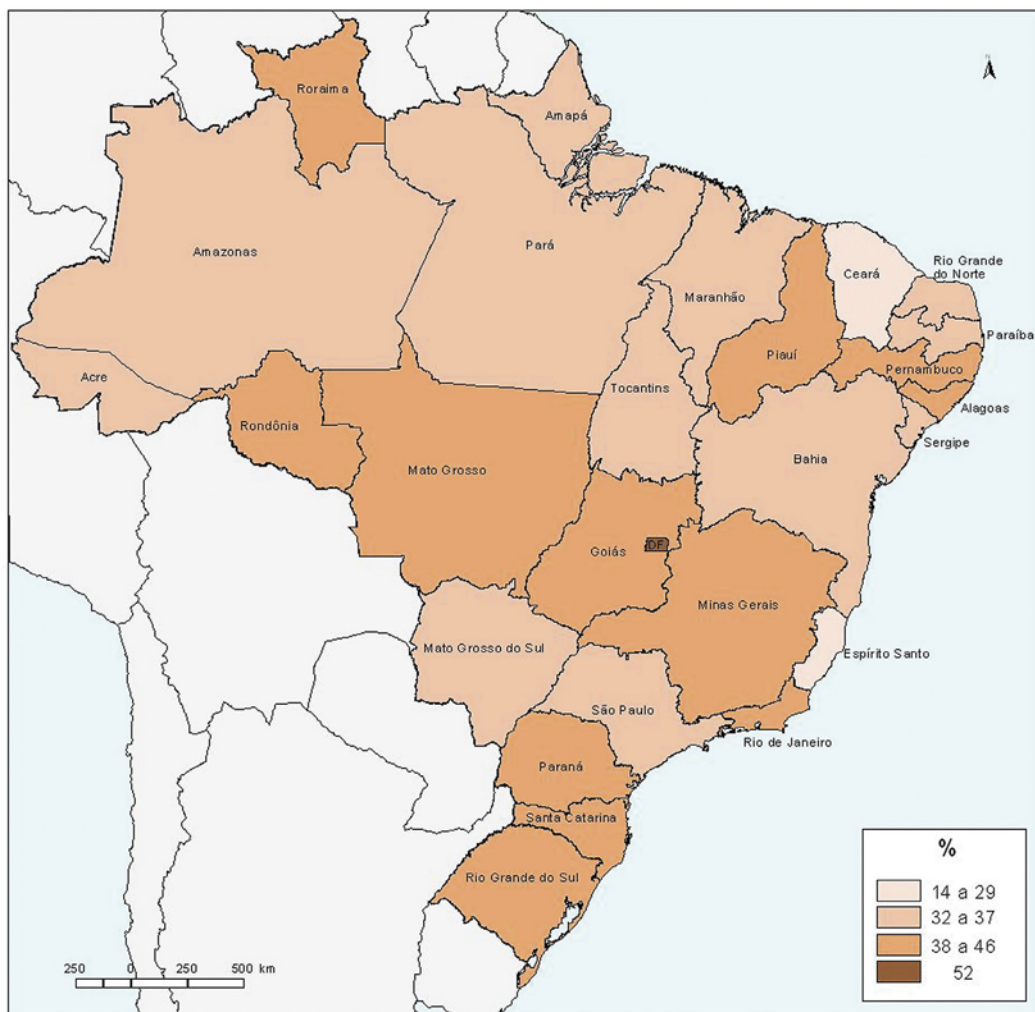 Roraima
Amapá
Amazonas
Pará
Maranhão
Ceará
Rio Grande
do Norte
Paraíba
Piauí
Pernambuco
Alagoas
Sergipe
Acre
Tocantins
Rondônia
Mato Grosso
Bahia
Goiás
DF
Minas Gerais
Mato Grosso do Sul
Espírito Santo
São Paulo
Rio de Janeiro
Paraná
Santa Catarina
Rio Grande do Sul
%
14 a 29
32 a 37
38 a 46
52
250 0 250 500 km